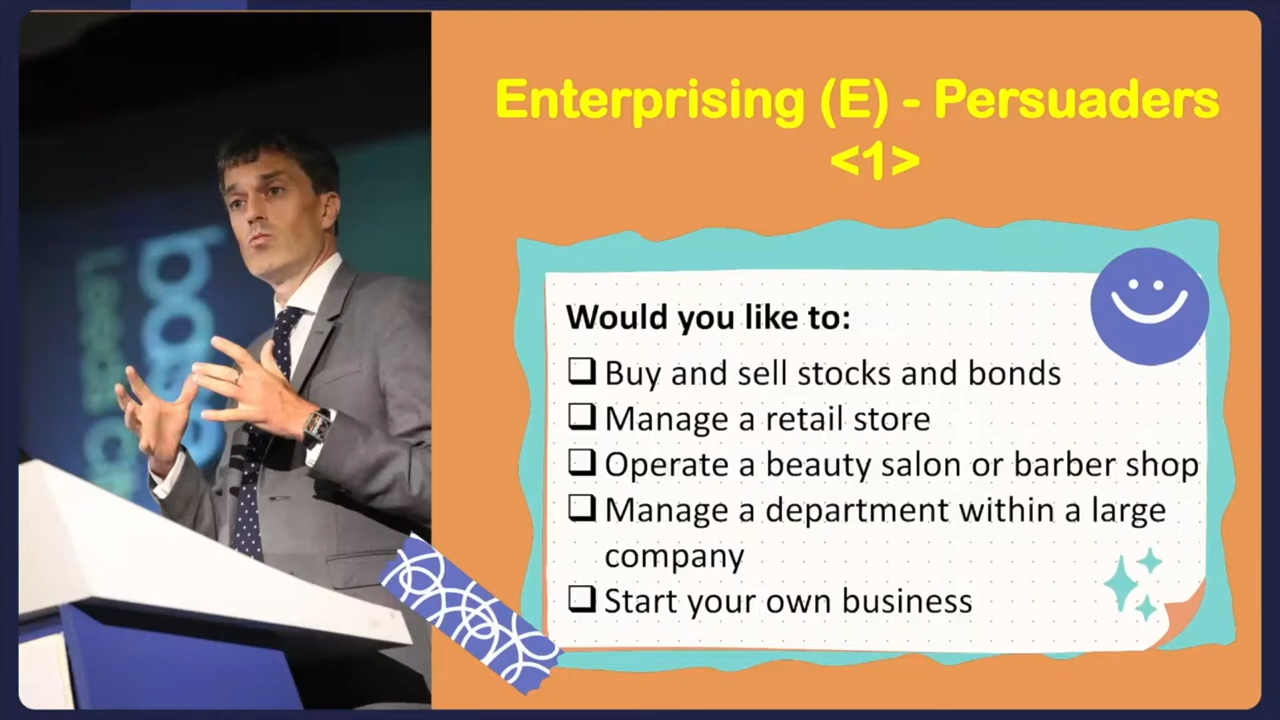 Enterprising (E) - Persuaders
<1>
Would you like to:
❑ Buy and sell stocks and bonds
❑ Manage a retail store
❑ Operate a beauty salon or barber shop
❑ Manage a department within a large
company
❑ Start your own business